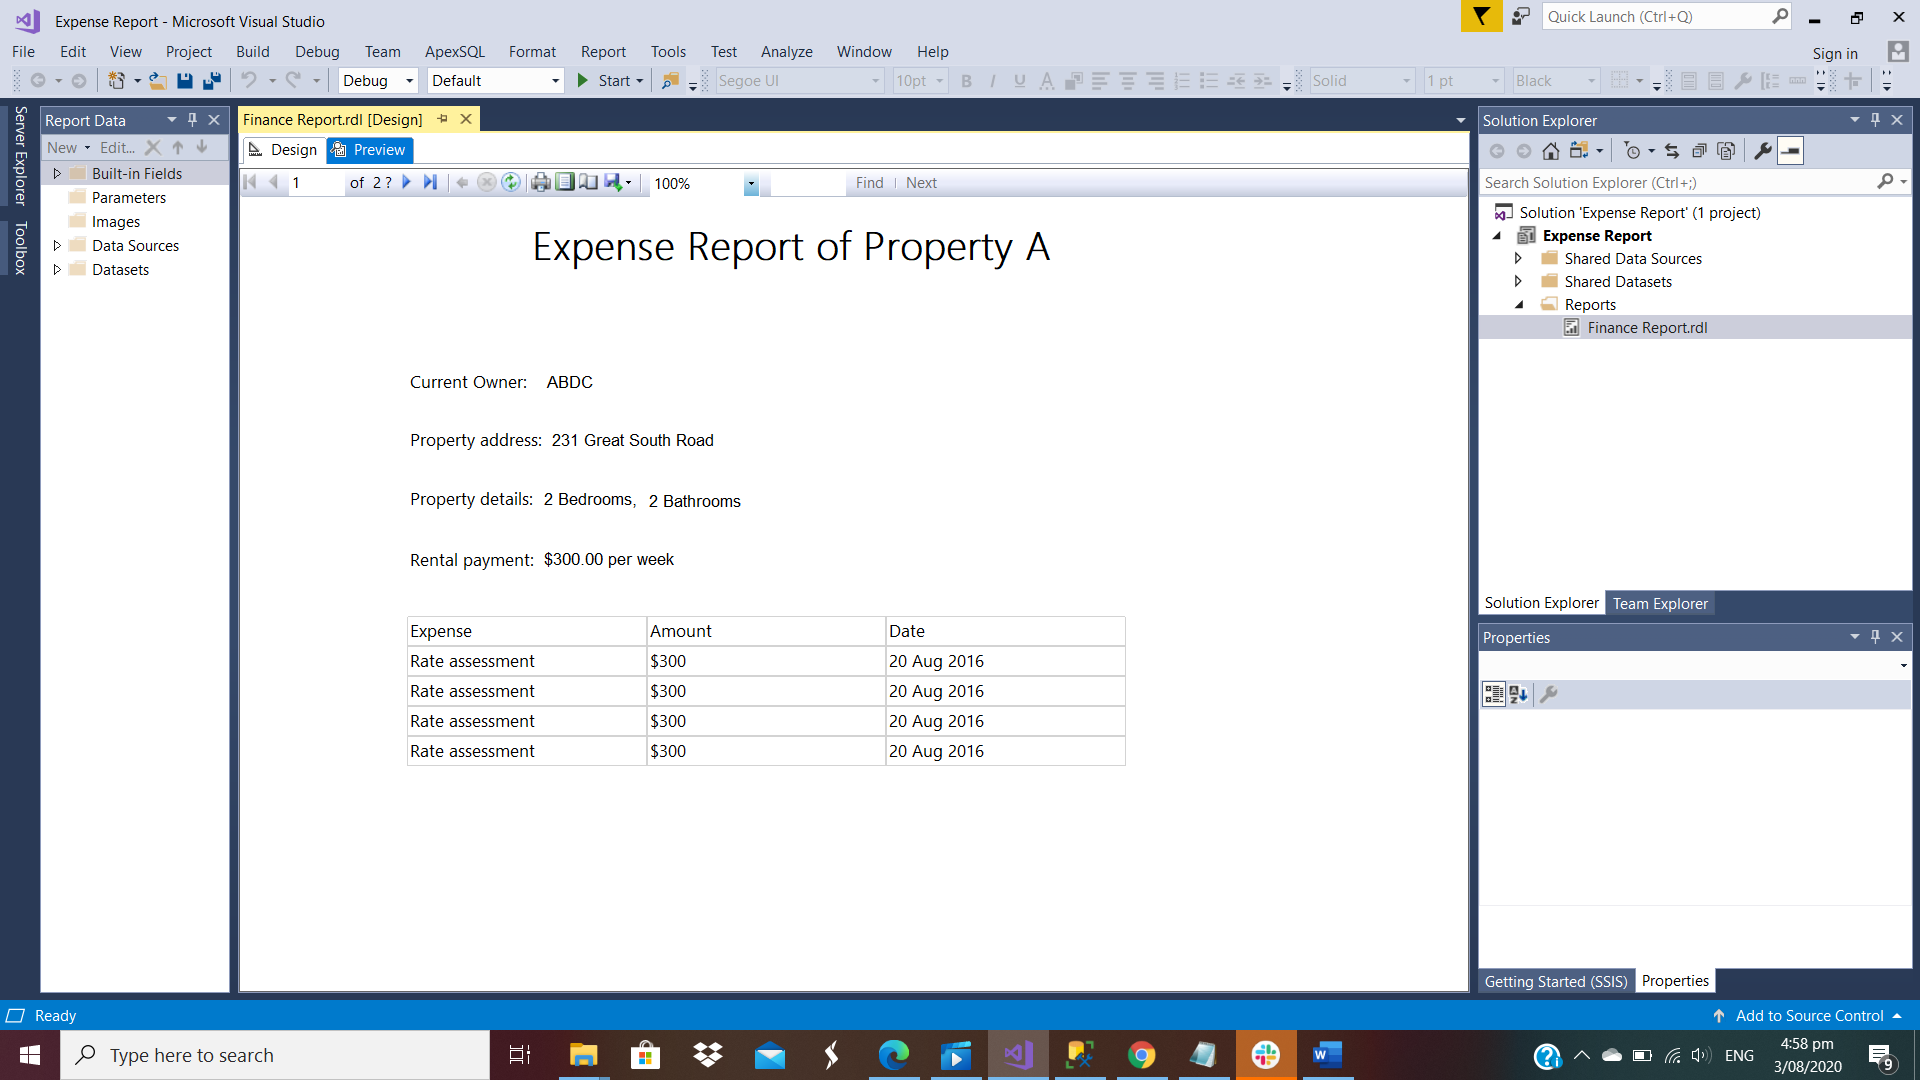 Expense Report - Microsoft Visual Studio
Quick Launch (Ctrl+Q)
File Edit View Project Build Debug Team ApexSQL Format Report Tools Test Analyze Window Help
Sign in
Debug Default Start Segoe UI 10pt B I U A Solid 1 pt Black
Server Explorer
Toolbox
Report Data
New Edit...
Built-in Fields
Parameters
Images
Data Sources
Datasets
Finance Report.rdl [Design]
Design Preview
1 of 2 ? 100% Find Next
Expense Report of Property A
Current Owner: ABDC
Property address: 231 Great South Road
Property details: 2 Bedrooms, 2 Bathrooms
Rental payment: $300.00 per week
Expense Amount Date
Rate assessment $300 20 Aug 2016
Rate assessment $300 20 Aug 2016
Rate assessment $300 20 Aug 2016
Rate assessment $300 20 Aug 2016
Solution Explorer
Search Solution Explorer (Ctrl+;)
Solution 'Expense Report' (1 project)
Expense Report
Shared Data Sources
Shared Datasets
Reports
Finance Report.rdl
Solution Explorer Team Explorer
Properties
Getting Started (SSIS) Properties
Ready
Add to Source Control
Type here to search
ENG
4:58 pm
3/08/2020
9